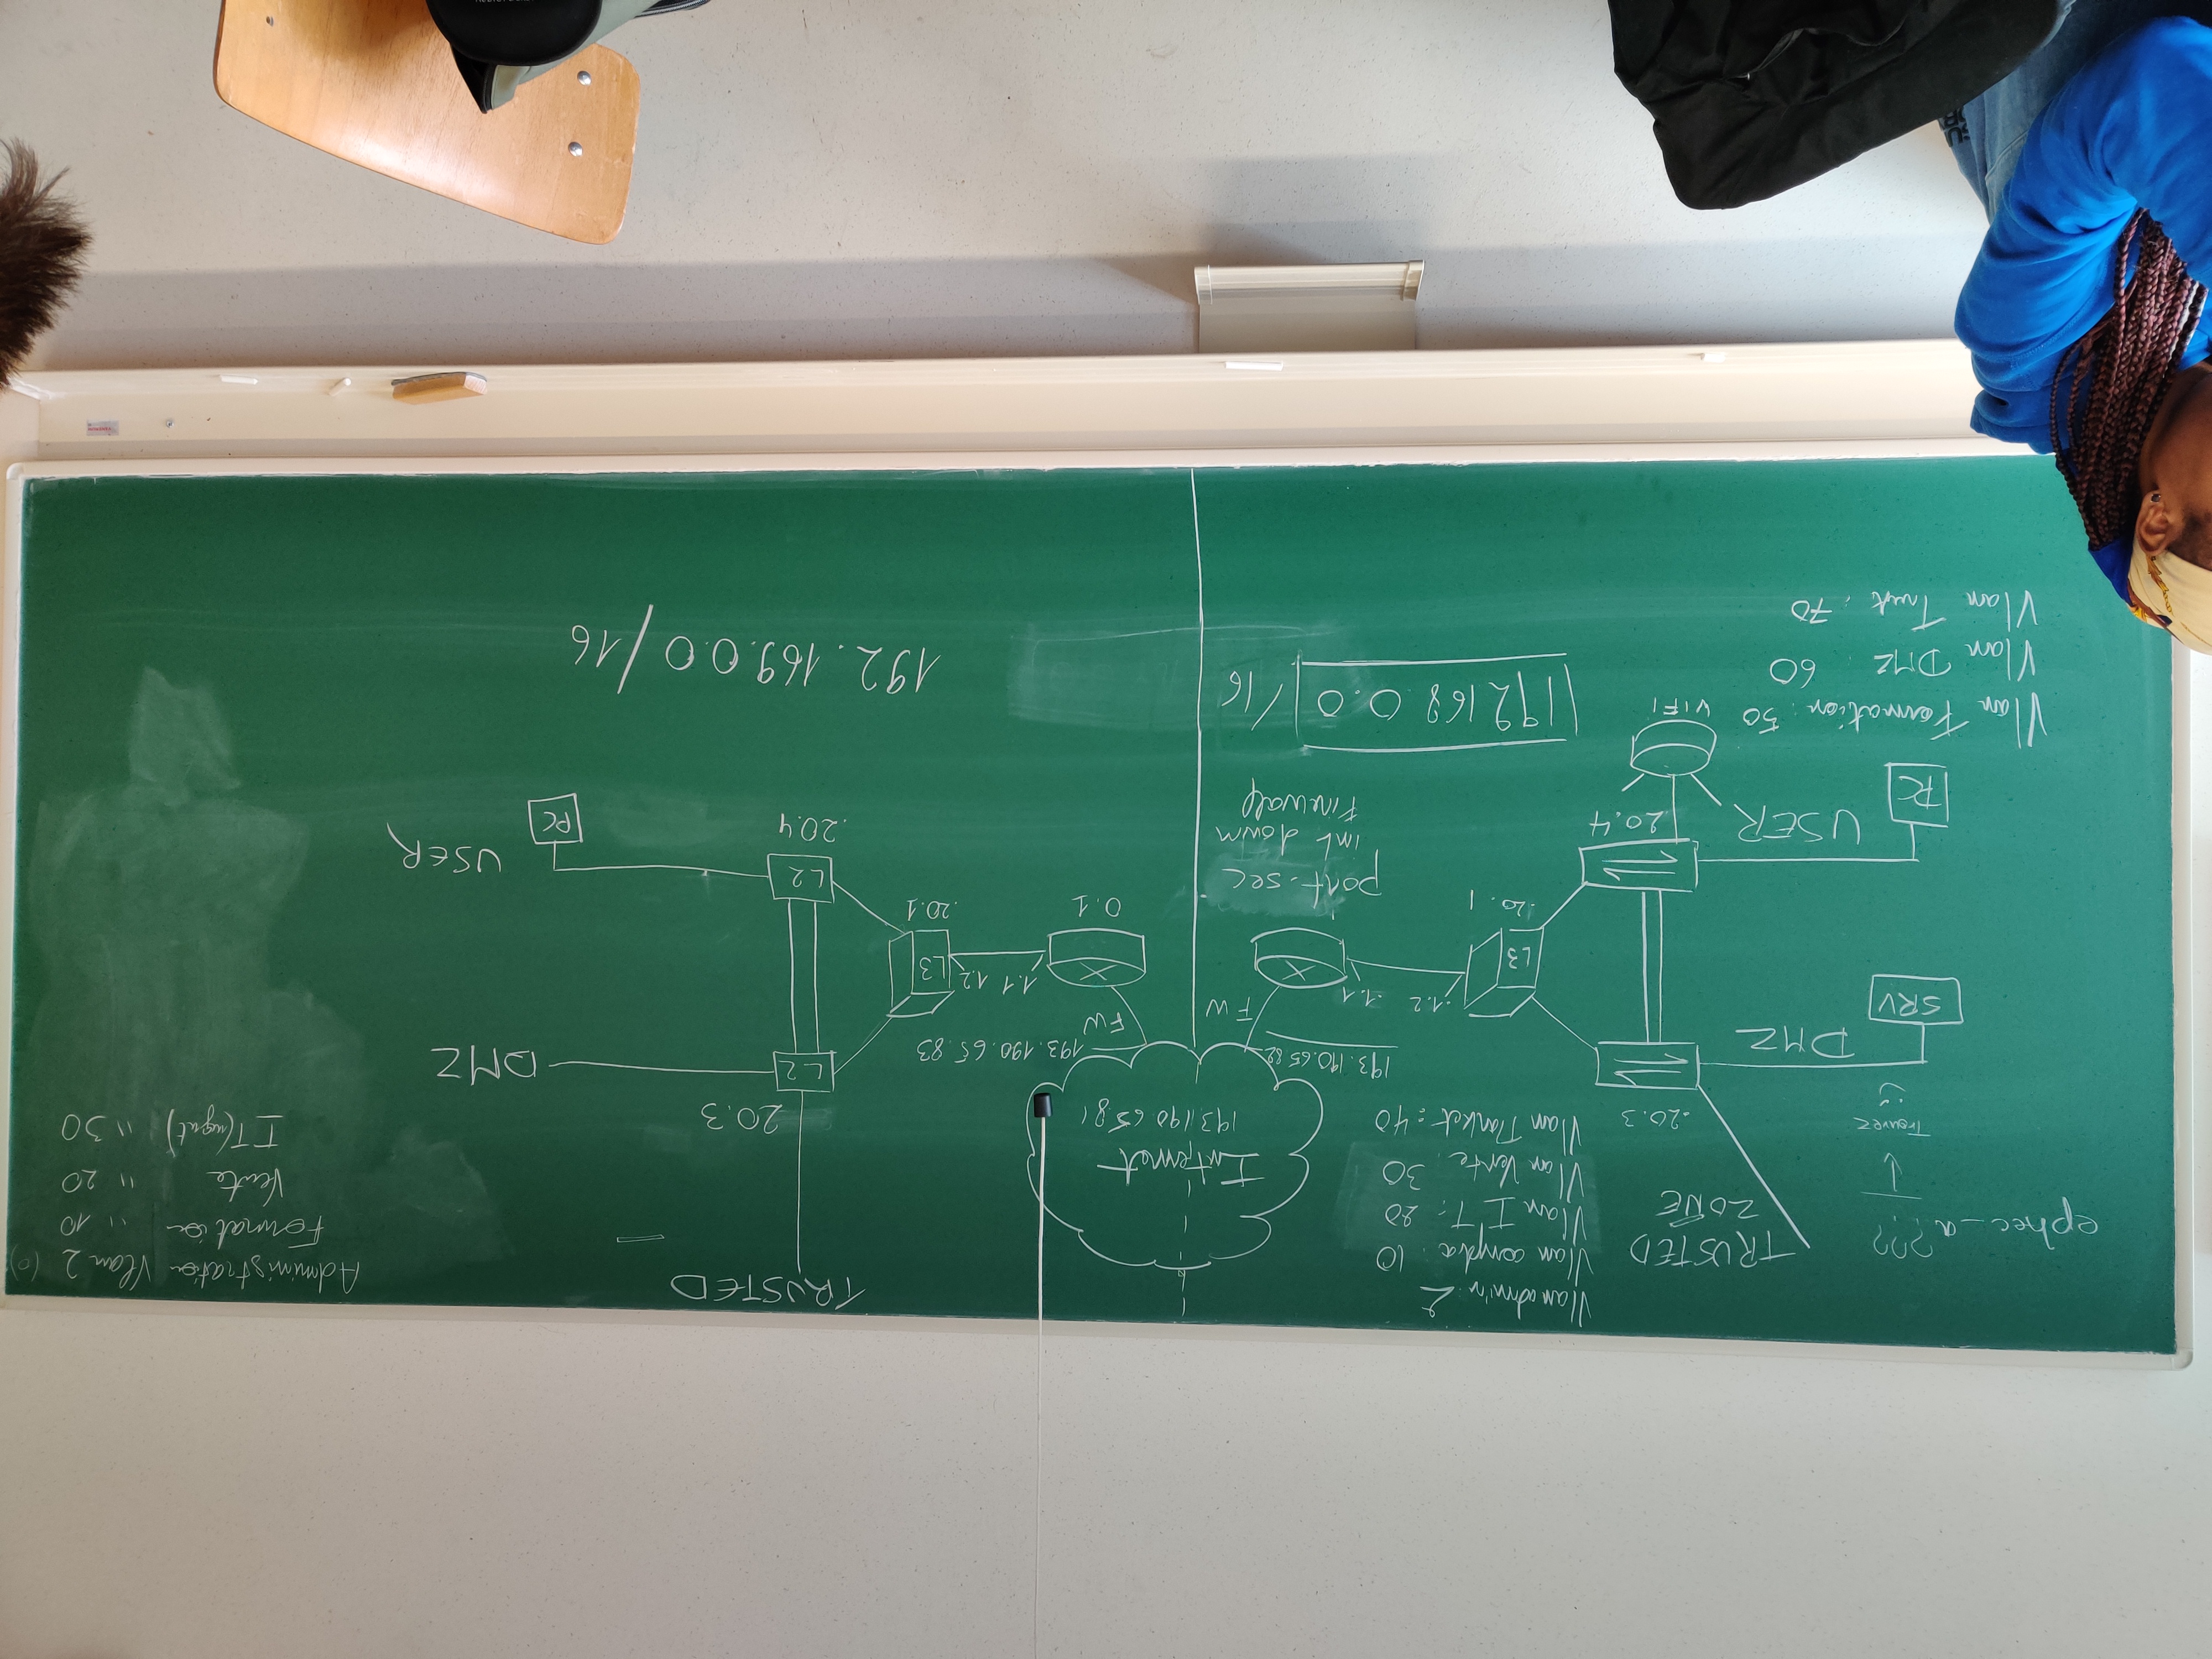 ephec_a ???
Trouvez
TRUSTED
ZONE
Vlan admin: 2
Vlan compta: 10
Vlan IT: 20
Vlan Vente: 30
Vlan Market: 40
.20.3
DMZ
SRV
L3
.1.2
.1.1
.20.1
USER
20.4
PC
WIFI
Vlan Formation: 50
Vlan DMZ: 60
Vlan Trust: 70
port-sec
int down
Firewall
192 168.0.0 /16
Internet
193.190.65.81
193.190.65.82
FW
193.190.65.83
FW
1.1 1.2
0.1
L3
.20.1
TRUSTED
20.3
L2
DMZ
L2
.20.4
PC
USER
192.169.0.0/16
Administration Vlan 2 (0)
Formation " 10
Vente " 20
IT(mgmt) " 30